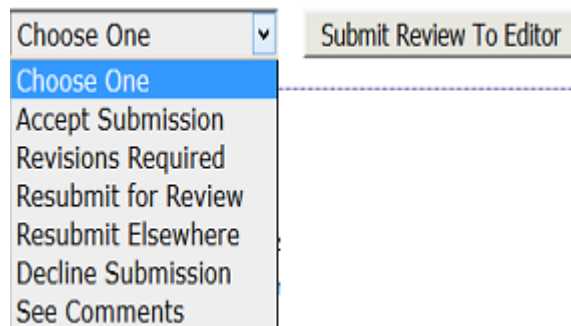 Choose One
Submit Review To Editor
Choose One
Accept Submission
Revisions Required
Resubmit for Review
Resubmit Elsewhere
Decline Submission
See Comments